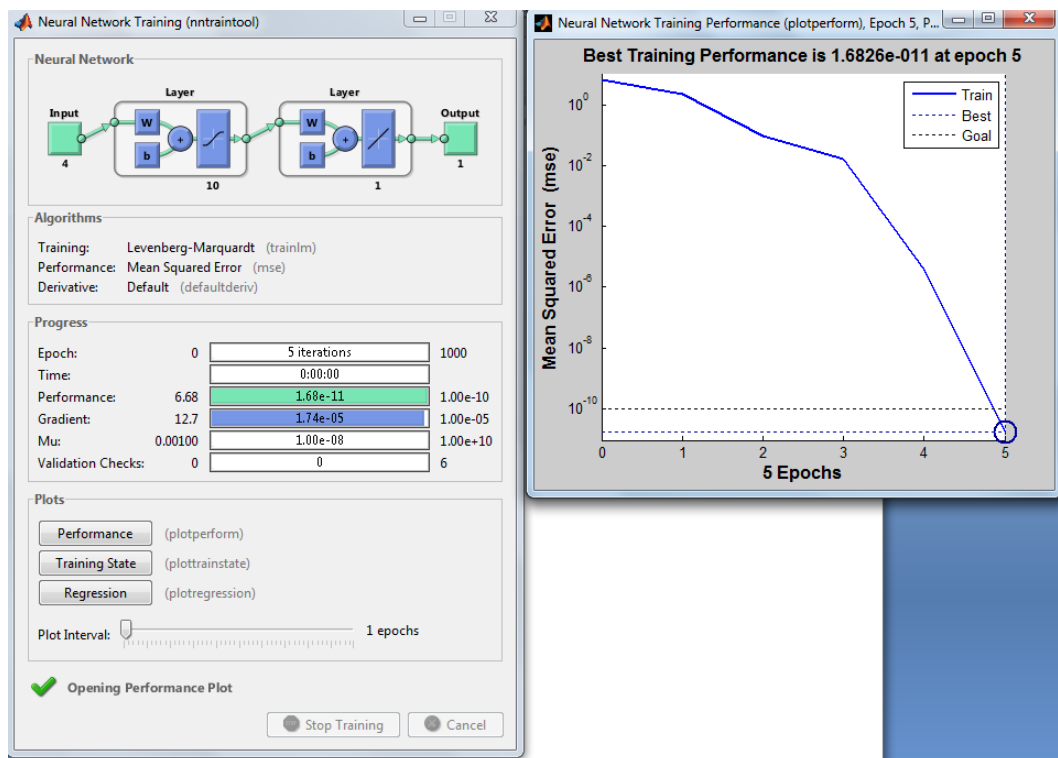 Neural Network Training (nntraintool)
Neural Network
Layer Layer
Input Output
W W
+ +
b b
4 1
10 1
Algorithms
Training: Levenberg-Marquardt (trainlm)
Performance: Mean Squared Error (mse)
Derivative: Default (defaultderiv)
Progress
Epoch: 0 5 iterations 1000
Time: 0:00:00
Performance: 6.68 1.68e-11 1.00e-10
Gradient: 12.7 1.74e-05 1.00e-05
Mu: 0.00100 1.00e-08 1.00e+10
Validation Checks: 0 0 6
Plots
Performance (plotperform)
Training State (plottrainstate)
Regression (plotregression)
Plot Interval: 1 epochs
Opening Performance Plot
Stop Training Cancel
Neural Network Training Performance (plotperform), Epoch 5, P...
Best Training Performance is 1.6826e-011 at epoch 5
Train
Best
Goal
Mean Squared Error (mse)
10^0
10^-2
10^-4
10^-6
10^-8
10^-10
0 1 2 3 4 5
5 Epochs